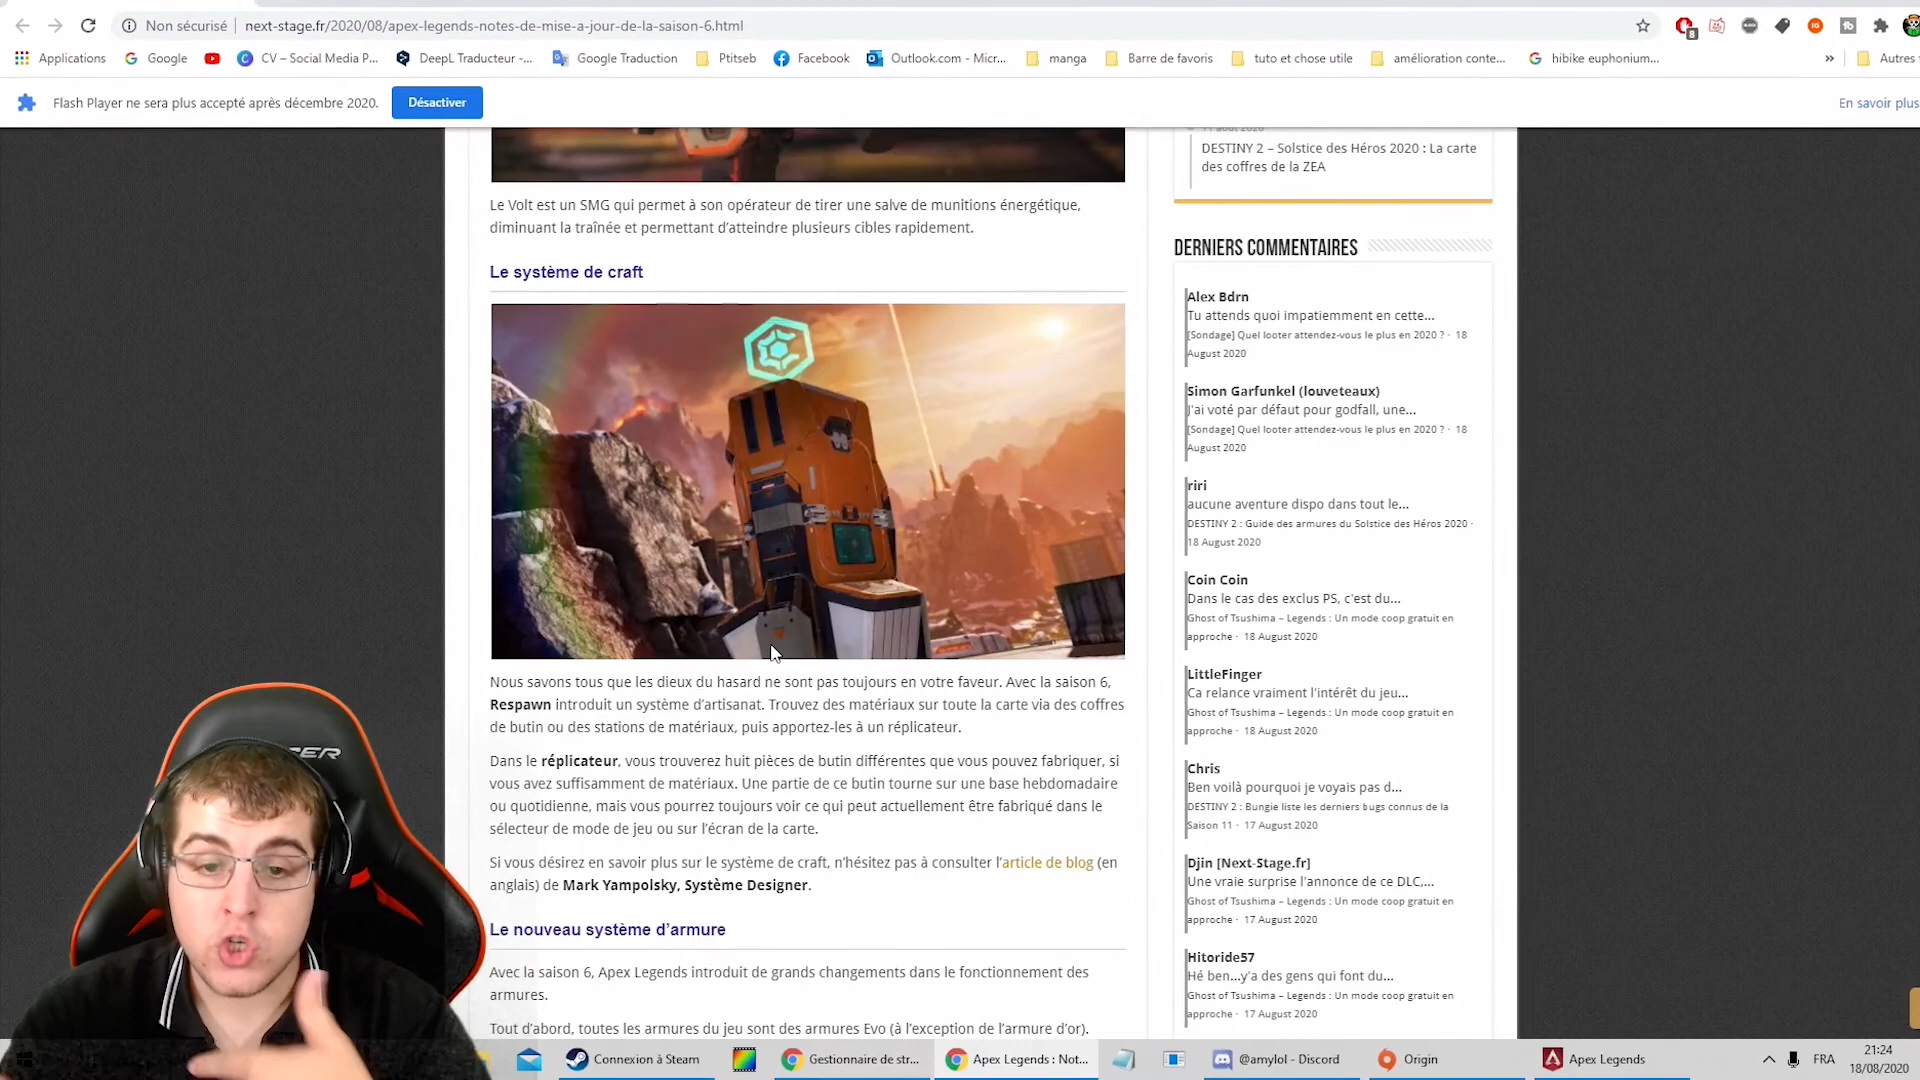 Non sécurisé
next-stage.fr/2020/08/apex-legends-notes-de-mise-a-jour-de-la-saison-6.html
8
Applications
Google
CV – Social Media P...
DeepL Traducteur -...
Google Traduction
Ptitseb
Facebook
Outlook.com - Micr...
manga
Barre de favoris
tuto et chose utile
amélioration conte...
hibike euphonium...
»
Autres
Flash Player ne sera plus accepté après décembre 2020.
Désactiver
En savoir plus
Le Volt est un SMG qui permet à son opérateur de tirer une salve de munitions énergétique,
diminuant la traînée et permettant d’atteindre plusieurs cibles rapidement.
Le système de craft
Nous savons tous que les dieux du hasard ne sont pas toujours en votre faveur. Avec la saison 6,
Respawn introduit un système d’artisanat. Trouvez des matériaux sur toute la carte via des coffres
de butin ou des stations de matériaux, puis apportez-les à un réplicateur.
Dans le réplicateur, vous trouverez huit pièces de butin différentes que vous pouvez fabriquer, si
vous avez suffisamment de matériaux. Une partie de ce butin tourne sur une base hebdomadaire
ou quotidienne, mais vous pourrez toujours voir ce qui peut actuellement être fabriqué dans le
sélecteur de mode de jeu ou sur l’écran de la carte.
Si vous désirez en savoir plus sur le système de craft, n’hésitez pas à consulter l’article de blog (en
anglais) de Mark Yampolsky, Système Designer.
Le nouveau système d’armure
Avec la saison 6, Apex Legends introduit de grands changements dans le fonctionnement des
armures.
Tout d’abord, toutes les armures du jeu sont des armures Evo (à l’exception de l’armure d’or).
11 août 2020
DESTINY 2 – Solstice des Héros 2020 : La carte
des coffres de la ZEA
DERNIERS COMMENTAIRES
Alex Bdrn
Tu attends quoi impatiemment en cette...
[Sondage] Quel looter attendez-vous le plus en 2020 ? · 18
August 2020
Simon Garfunkel (louveteaux)
J'ai voté par défaut pour godfall, une...
[Sondage] Quel looter attendez-vous le plus en 2020 ? · 18
August 2020
riri
aucune aventure dispo dans tout le...
DESTINY 2 : Guide des armures du Solstice des Héros 2020 ·
18 August 2020
Coin Coin
Dans le cas des exclus PS, c'est du...
Ghost of Tsushima – Legends : Un mode coop gratuit en
approche · 18 August 2020
LittleFinger
Ca relance vraiment l'intérêt du jeu...
Ghost of Tsushima – Legends : Un mode coop gratuit en
approche · 18 August 2020
Chris
Ben voilà pourquoi je voyais pas d...
DESTINY 2 : Bungie liste les derniers bugs connus de la
Saison 11 · 17 August 2020
Djin [Next-Stage.fr]
Une vraie surprise l'annonce de ce DLC,...
Ghost of Tsushima – Legends : Un mode coop gratuit en
approche · 17 August 2020
Hitoride57
Hé ben...y'a des gens qui font du...
Ghost of Tsushima – Legends : Un mode coop gratuit en
approche · 17 August 2020
Connexion à Steam
Gestionnaire de str...
Apex Legends : Not...
@amylol - Discord
Origin
Apex Legends
FRA
21:24
18/08/2020